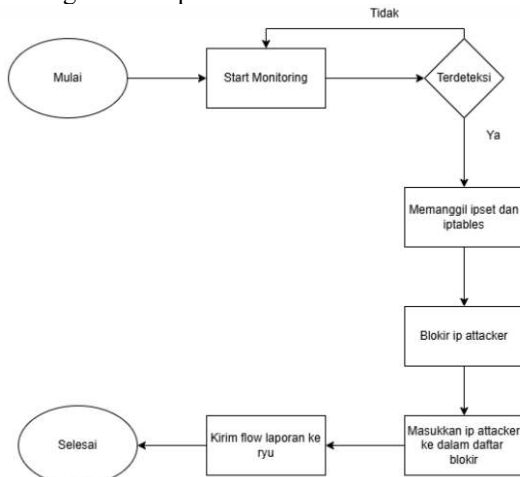 Tidak
Mulai
Start Monitoring
Terdeteksi
Ya
Memanggil ipset dan
iptables
Blokir ip attacker
Masukkan ip attacker
ke dalam daftar
blokir
Kirim flow laporan ke
ryu
Selesai